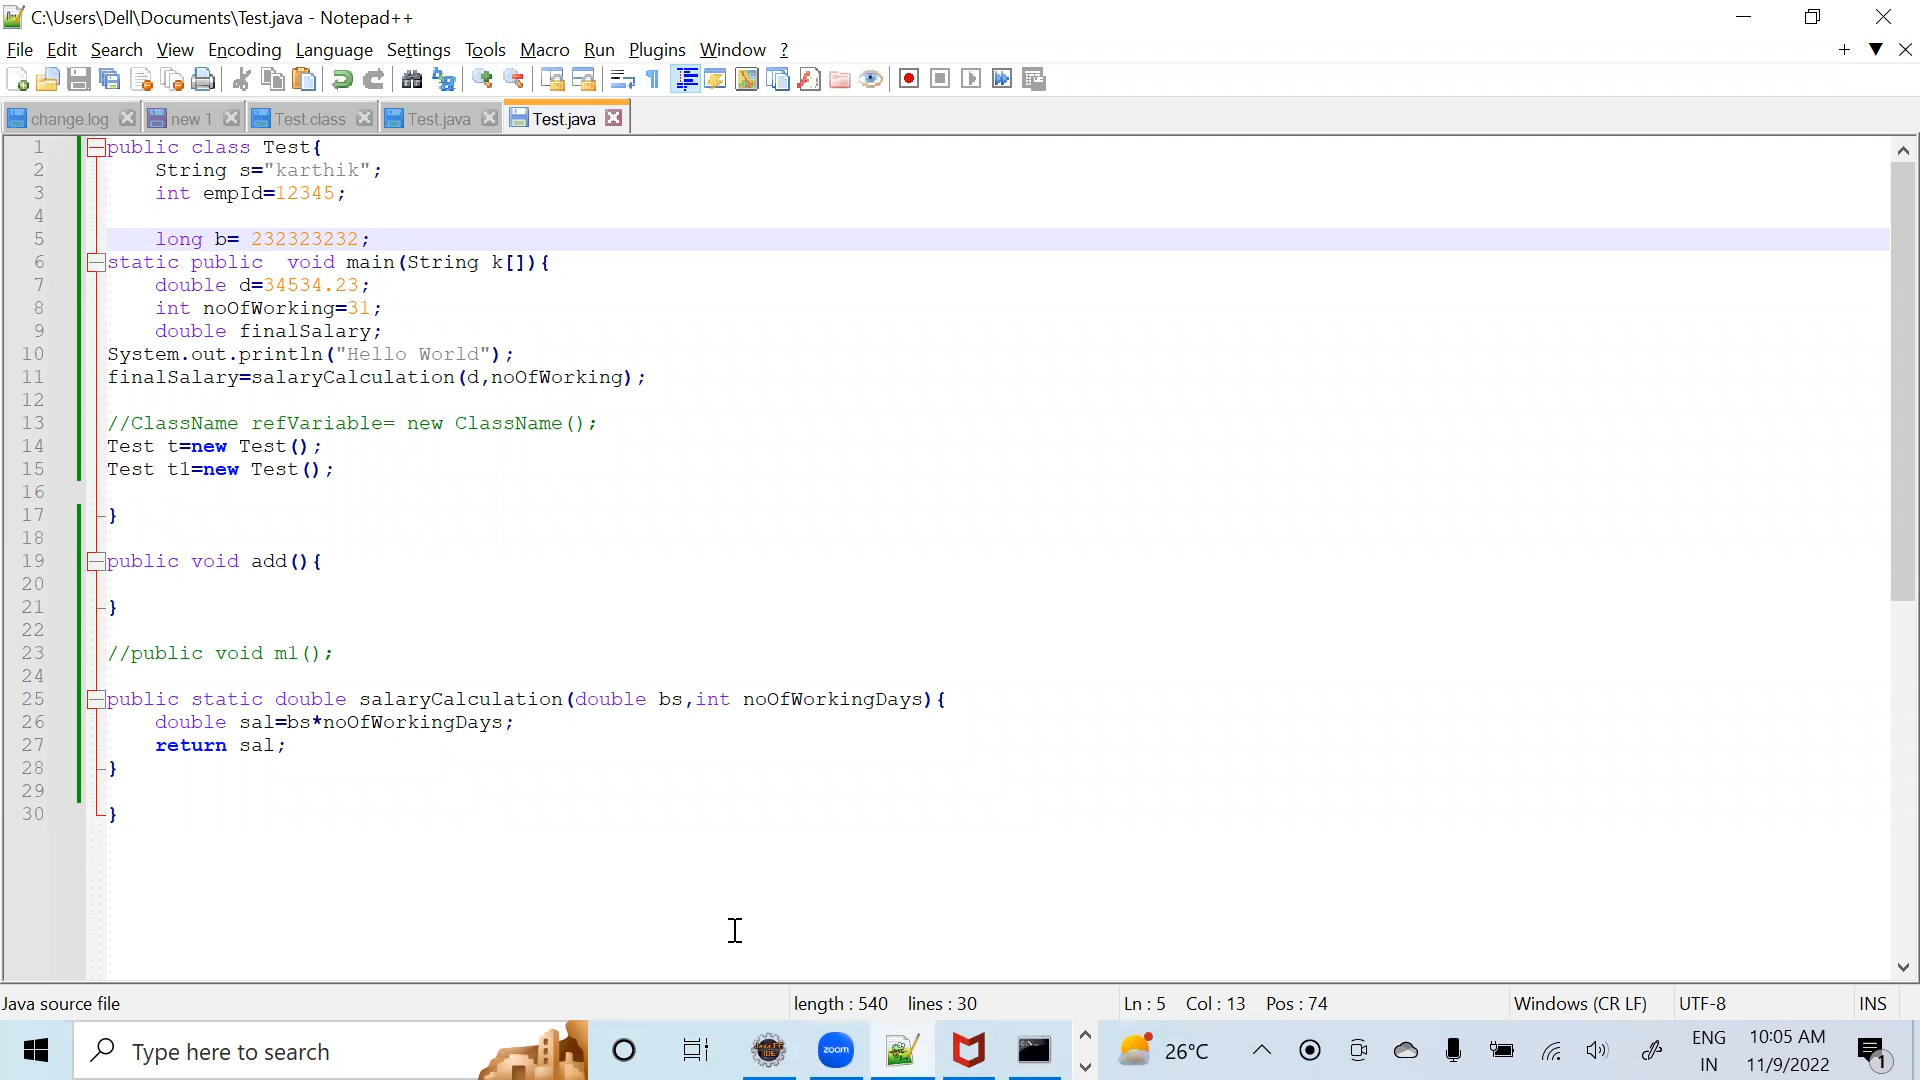 C:\Users\Dell\Documents\Test.java - Notepad++
File Edit Search View Encoding Language Settings Tools Macro Run Plugins Window ?
change.log new 1 Test.class Test.java Test.java
1 public class Test{
2 String s="karthik";
3 int empId=12345;
4
5 long b= 232323232;
6 static public  void main(String k[]){
7 double d=34534.23;
8 int noOfWorking=31;
9 double finalSalary;
10 System.out.println("Hello World");
11 finalSalary=salaryCalculation(d,noOfWorking);
12
13 //ClassName refVariable= new ClassName();
14 Test t=new Test();
15 Test t1=new Test();
16
17 }
18
19 public void add(){
20
21 }
22
23 //public void m1();
24
25 public static double salaryCalculation(double bs,int noOfWorkingDays){
26 double sal=bs*noOfWorkingDays;
27 return sal;
28 }
29
30 }
Java source file length : 540 lines : 30 Ln : 5 Col : 13 Pos : 74 Windows (CR LF) UTF-8 INS
Type here to search zoom 26°C ENG IN 10:05 AM 11/9/2022 1